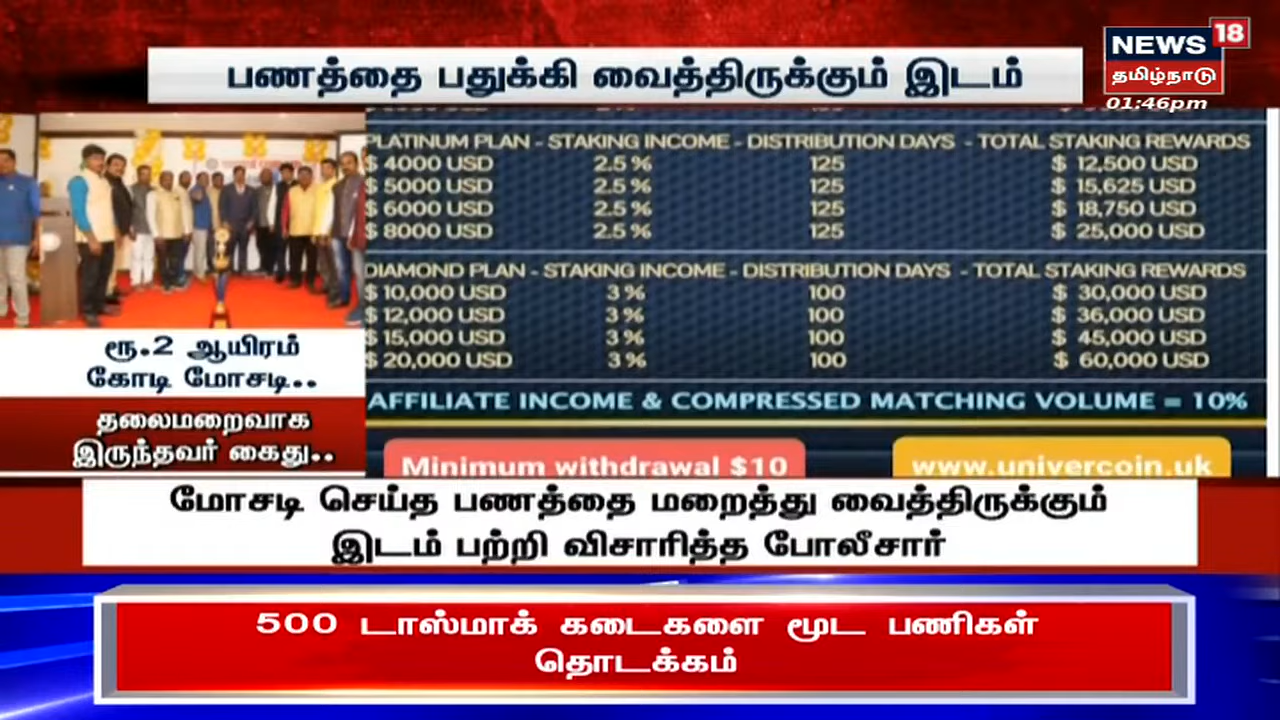 பணத்தை பதுக்கி வைத்திருக்கும் இடம்
NEWS 18
தமிழ்நாடு
01:46pm
PLATINUM PLAN - STAKING INCOME - DISTRIBUTION DAYS - TOTAL STAKING REWARDS
$ 4000 USD 2.5 % 125 $ 12,500 USD
$ 5000 USD 2.5 % 125 $ 15,625 USD
$ 6000 USD 2.5 % 125 $ 18,750 USD
$ 8000 USD 2.5 % 125 $ 25,000 USD
DIAMOND PLAN - STAKING INCOME - DISTRIBUTION DAYS - TOTAL STAKING REWARDS
$ 10,000 USD 3 % 100 $ 30,000 USD
$ 12,000 USD 3 % 100 $ 36,000 USD
$ 15,000 USD 3 % 100 $ 45,000 USD
$ 20,000 USD 3 % 100 $ 60,000 USD
AFFILIATE INCOME & COMPRESSED MATCHING VOLUME = 10%
Minimum withdrawal $10 www.univercoin.uk
ரூ.2 ஆயிரம்
கோடி மோசடி..
தலைமறைவாக
இருந்தவர் கைது..
மோசடி செய்த பணத்தை மறைத்து வைத்திருக்கும்
இடம் பற்றி விசாரித்த போலீசார்
500 டாஸ்மாக் கடைகளை மூட பணிகள்
தொடக்கம்